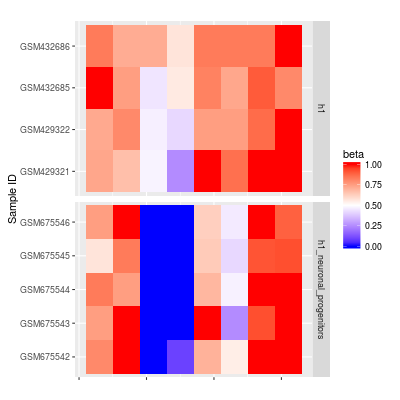 GSM432686
GSM432685
GSM429322
GSM429321
h1
GSM675546
GSM675545
GSM675544
GSM675543
GSM675542
h1_neuronal_progenitors
Sample ID
beta
1.00
0.75
0.50
0.25
0.00